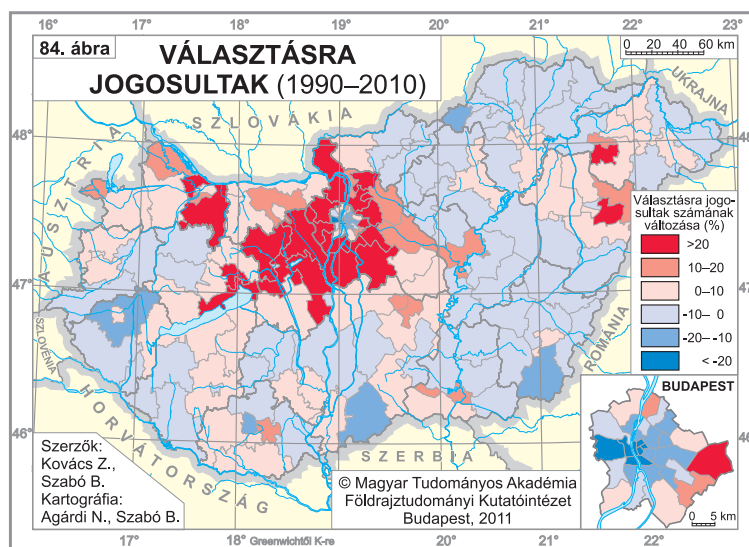 16° 17° 18° 19° 20° 21° 22° 23°
84. ábra
VÁLASZTÁSRA
JOGOSULTAK (1990–2010)
0 20 40 60 km
SZLOVÁKIA
UKRAJNA
AUSZTRIA
48° 48°
47° 47°
46° 46°
SZLOVÉNIA
HORVÁTORSZÁG
SZERBIA
ROMÁNIA
Választásra jogo-
sultak számának
változása (%)
>20
10–20
0–10
-10– 0
-20– -10
< -20
BUDAPEST
0 5 km
Szerzők:
Kovács Z.,
Szabó B.
Kartográfia:
Agárdi N., Szabó B.
© Magyar Tudományos Akadémia
Földrajztudományi Kutatóintézet
Budapest, 2011
17° 18° Greenwichtől K-re 19° 20° 21° 22°